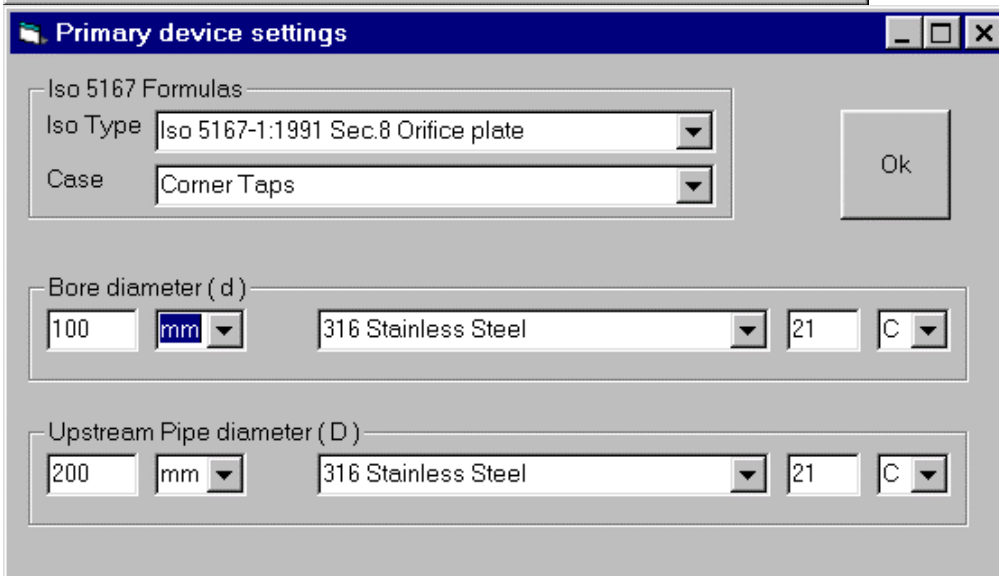 Primary device settings
Iso 5167 Formulas
Iso Type Iso 5167-1:1991 Sec.8 Orifice plate
Case Corner Taps
Ok
Bore diameter ( d )
100 mm 316 Stainless Steel 21 C
Upstream Pipe diameter ( D )
200 mm 316 Stainless Steel 21 C